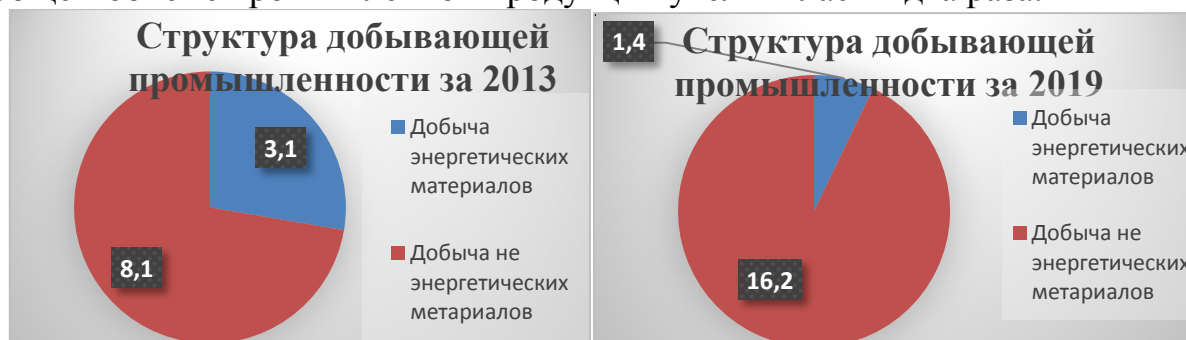 Структура добывающей
промышленности за 2013
3,1
8,1
Добыча
энергетических
материалов
Добыча не
энергетических
метариалов
1,4
Структура добывающей
промышленности за 2019
16,2
Добыча
энергетических
материалов
Добыча не
энергетических
метариалов